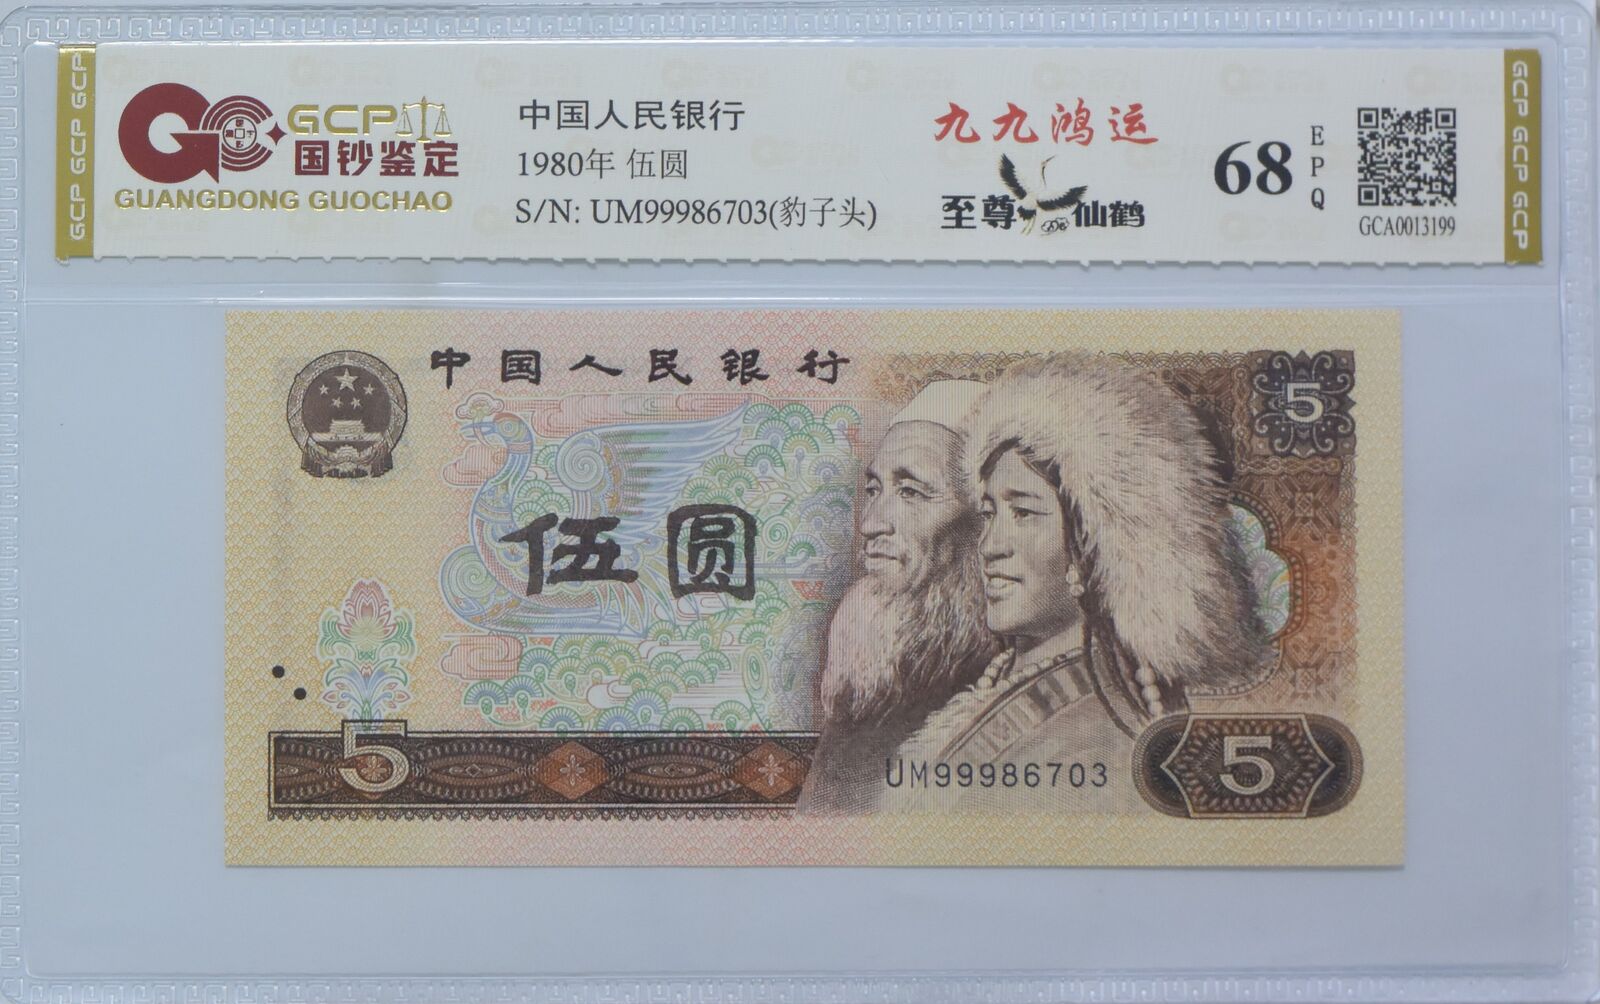 GCP GCP GCP
GCP
国钞鉴定
GUANGDONG GUOCHAO
中国人民银行
1980年 伍圆
S/N: UM99986703(豹子头)
九九鸿运
至尊 仙鹤
68
EPQ
GCA0013199
GCP GCP GCP
中国人民银行
5
伍圆
5
UM99986703
5